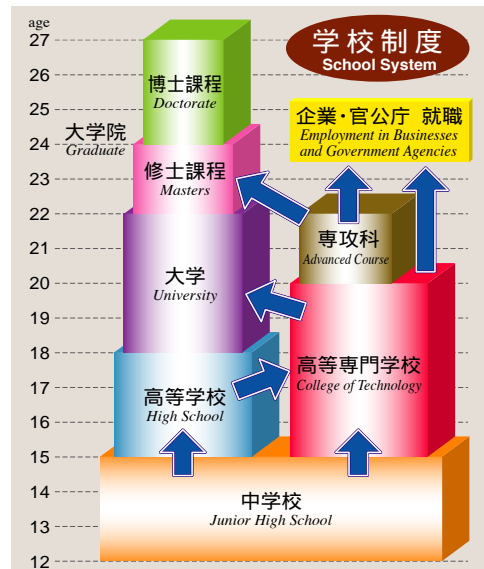 age
学校制度
School System
27
26
25
24
23
22
21
20
19
18
17
16
15
14
13
12
博士課程
Doctorate
大学院
Graduate
修士課程
Masters
企業・官公庁 就職
Employment in Businesses
and Government Agencies
専攻科
Advanced Course
大学
University
高等学校
High School
高等専門学校
College of Technology
中学校
Junior High School